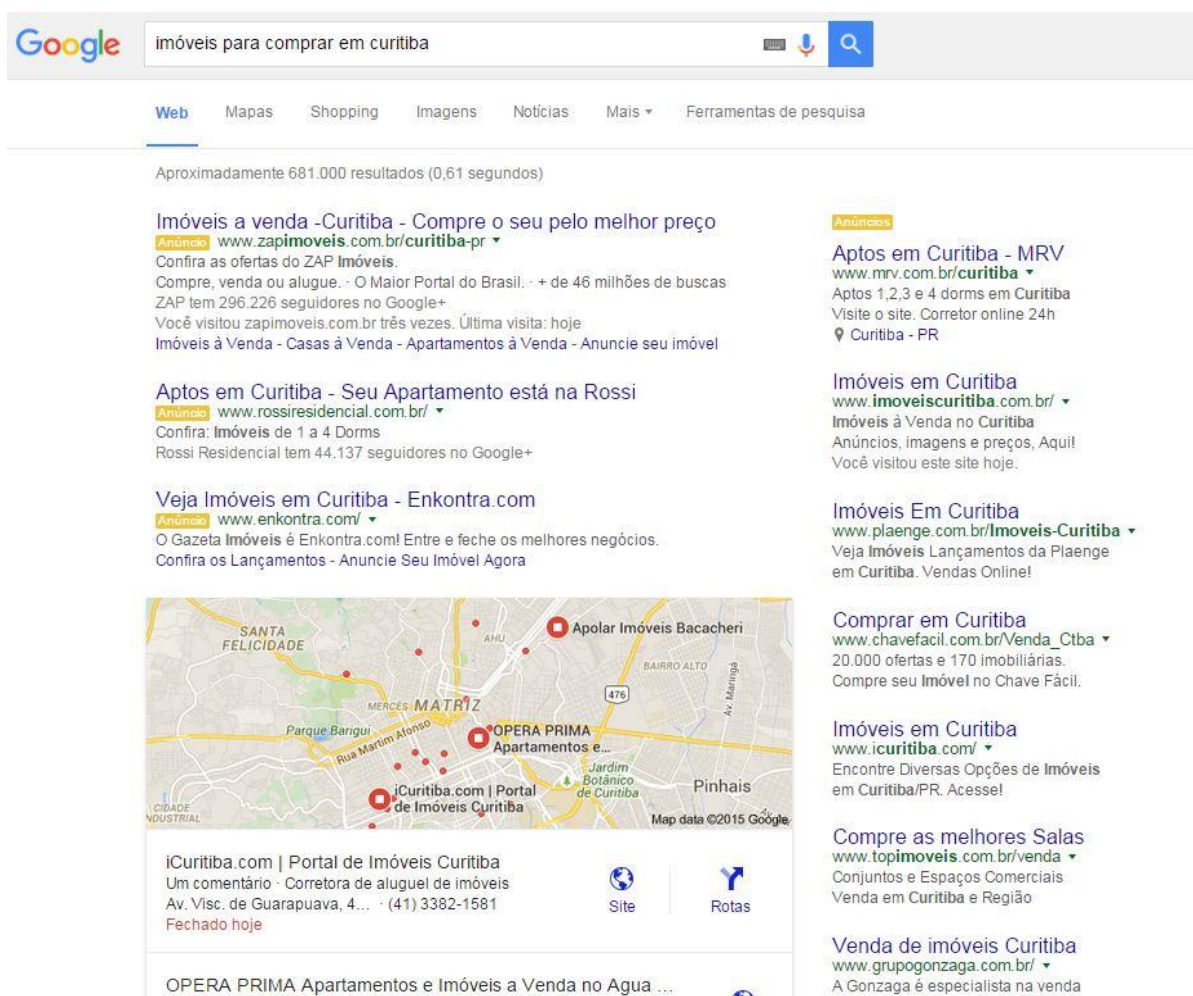 Google
imóveis para comprar em curitiba
Web Mapas Shopping Imagens Notícias Mais Ferramentas de pesquisa
Aproximadamente 681.000 resultados (0,61 segundos)
Imóveis a venda -Curitiba - Compre o seu pelo melhor preço
Anúncio www.zapimoveis.com.br/curitiba-pr
Confira as ofertas do ZAP Imóveis.
Compre, venda ou alugue. · O Maior Portal do Brasil. · + de 46 milhões de buscas
ZAP tem 296.226 seguidores no Google+
Você visitou zapimoveis.com.br três vezes. Última visita: hoje
Imóveis à Venda - Casas à Venda - Apartamentos à Venda - Anuncie seu imóvel
Aptos em Curitiba - Seu Apartamento está na Rossi
Anúncio www.rossiresidencial.com.br/
Confira: Imóveis de 1 a 4 Dorms
Rossi Residencial tem 44.137 seguidores no Google+
Veja Imóveis em Curitiba - Enkontra.com
Anúncio www.enkontra.com/
O Gazeta Imóveis é Enkontra.com! Entre e feche os melhores negócios.
Confira os Lançamentos - Anuncie Seu Imóvel Agora
SANTA
FELICIDADE
AHU
Apolar Imóveis Bacacheri
BAIRRO ALTO
476
Av. Maringá
MERCÊS
MATRIZ
Parque Barigui
Rua Martim Afonso
OPERA PRIMA
Apartamentos e...
Jardim
Botânico
de Curitiba
Pinhais
iCuritiba.com | Portal
de Imóveis Curitiba
CIDADE
INDUSTRIAL
Map data ©2015 Google
iCuritiba.com | Portal de Imóveis Curitiba
Um comentário · Corretora de aluguel de imóveis
Av. Visc. de Guarapuava, 4... · (41) 3382-1581
Fechado hoje
Site
Rotas
OPERA PRIMA Apartamentos e Imóveis a Venda no Agua ...
Anúncios
Aptos em Curitiba - MRV
www.mrv.com.br/curitiba
Aptos 1,2,3 e 4 dorms em Curitiba
Visite o site. Corretor online 24h
Curitiba - PR
Imóveis em Curitiba
www.imoveiscuritiba.com.br/
Imóveis à Venda no Curitiba
Anúncios, imagens e preços, Aqui!
Você visitou este site hoje.
Imóveis Em Curitiba
www.plaenge.com.br/Imoveis-Curitiba
Veja Imóveis Lançamentos da Plaenge
em Curitiba. Vendas Online!
Comprar em Curitiba
www.chavefacil.com.br/Venda_Ctba
20.000 ofertas e 170 imobiliárias.
Compre seu Imóvel no Chave Fácil.
Imóveis em Curitiba
www.icuritiba.com/
Encontre Diversas Opções de Imóveis
em Curitiba/PR. Acesse!
Compre as melhores Salas
www.topimoveis.com.br/venda
Conjuntos e Espaços Comerciais
Venda em Curitiba e Região
Venda de imóveis Curitiba
www.grupogonzaga.com.br/
A Gonzaga é especialista na venda